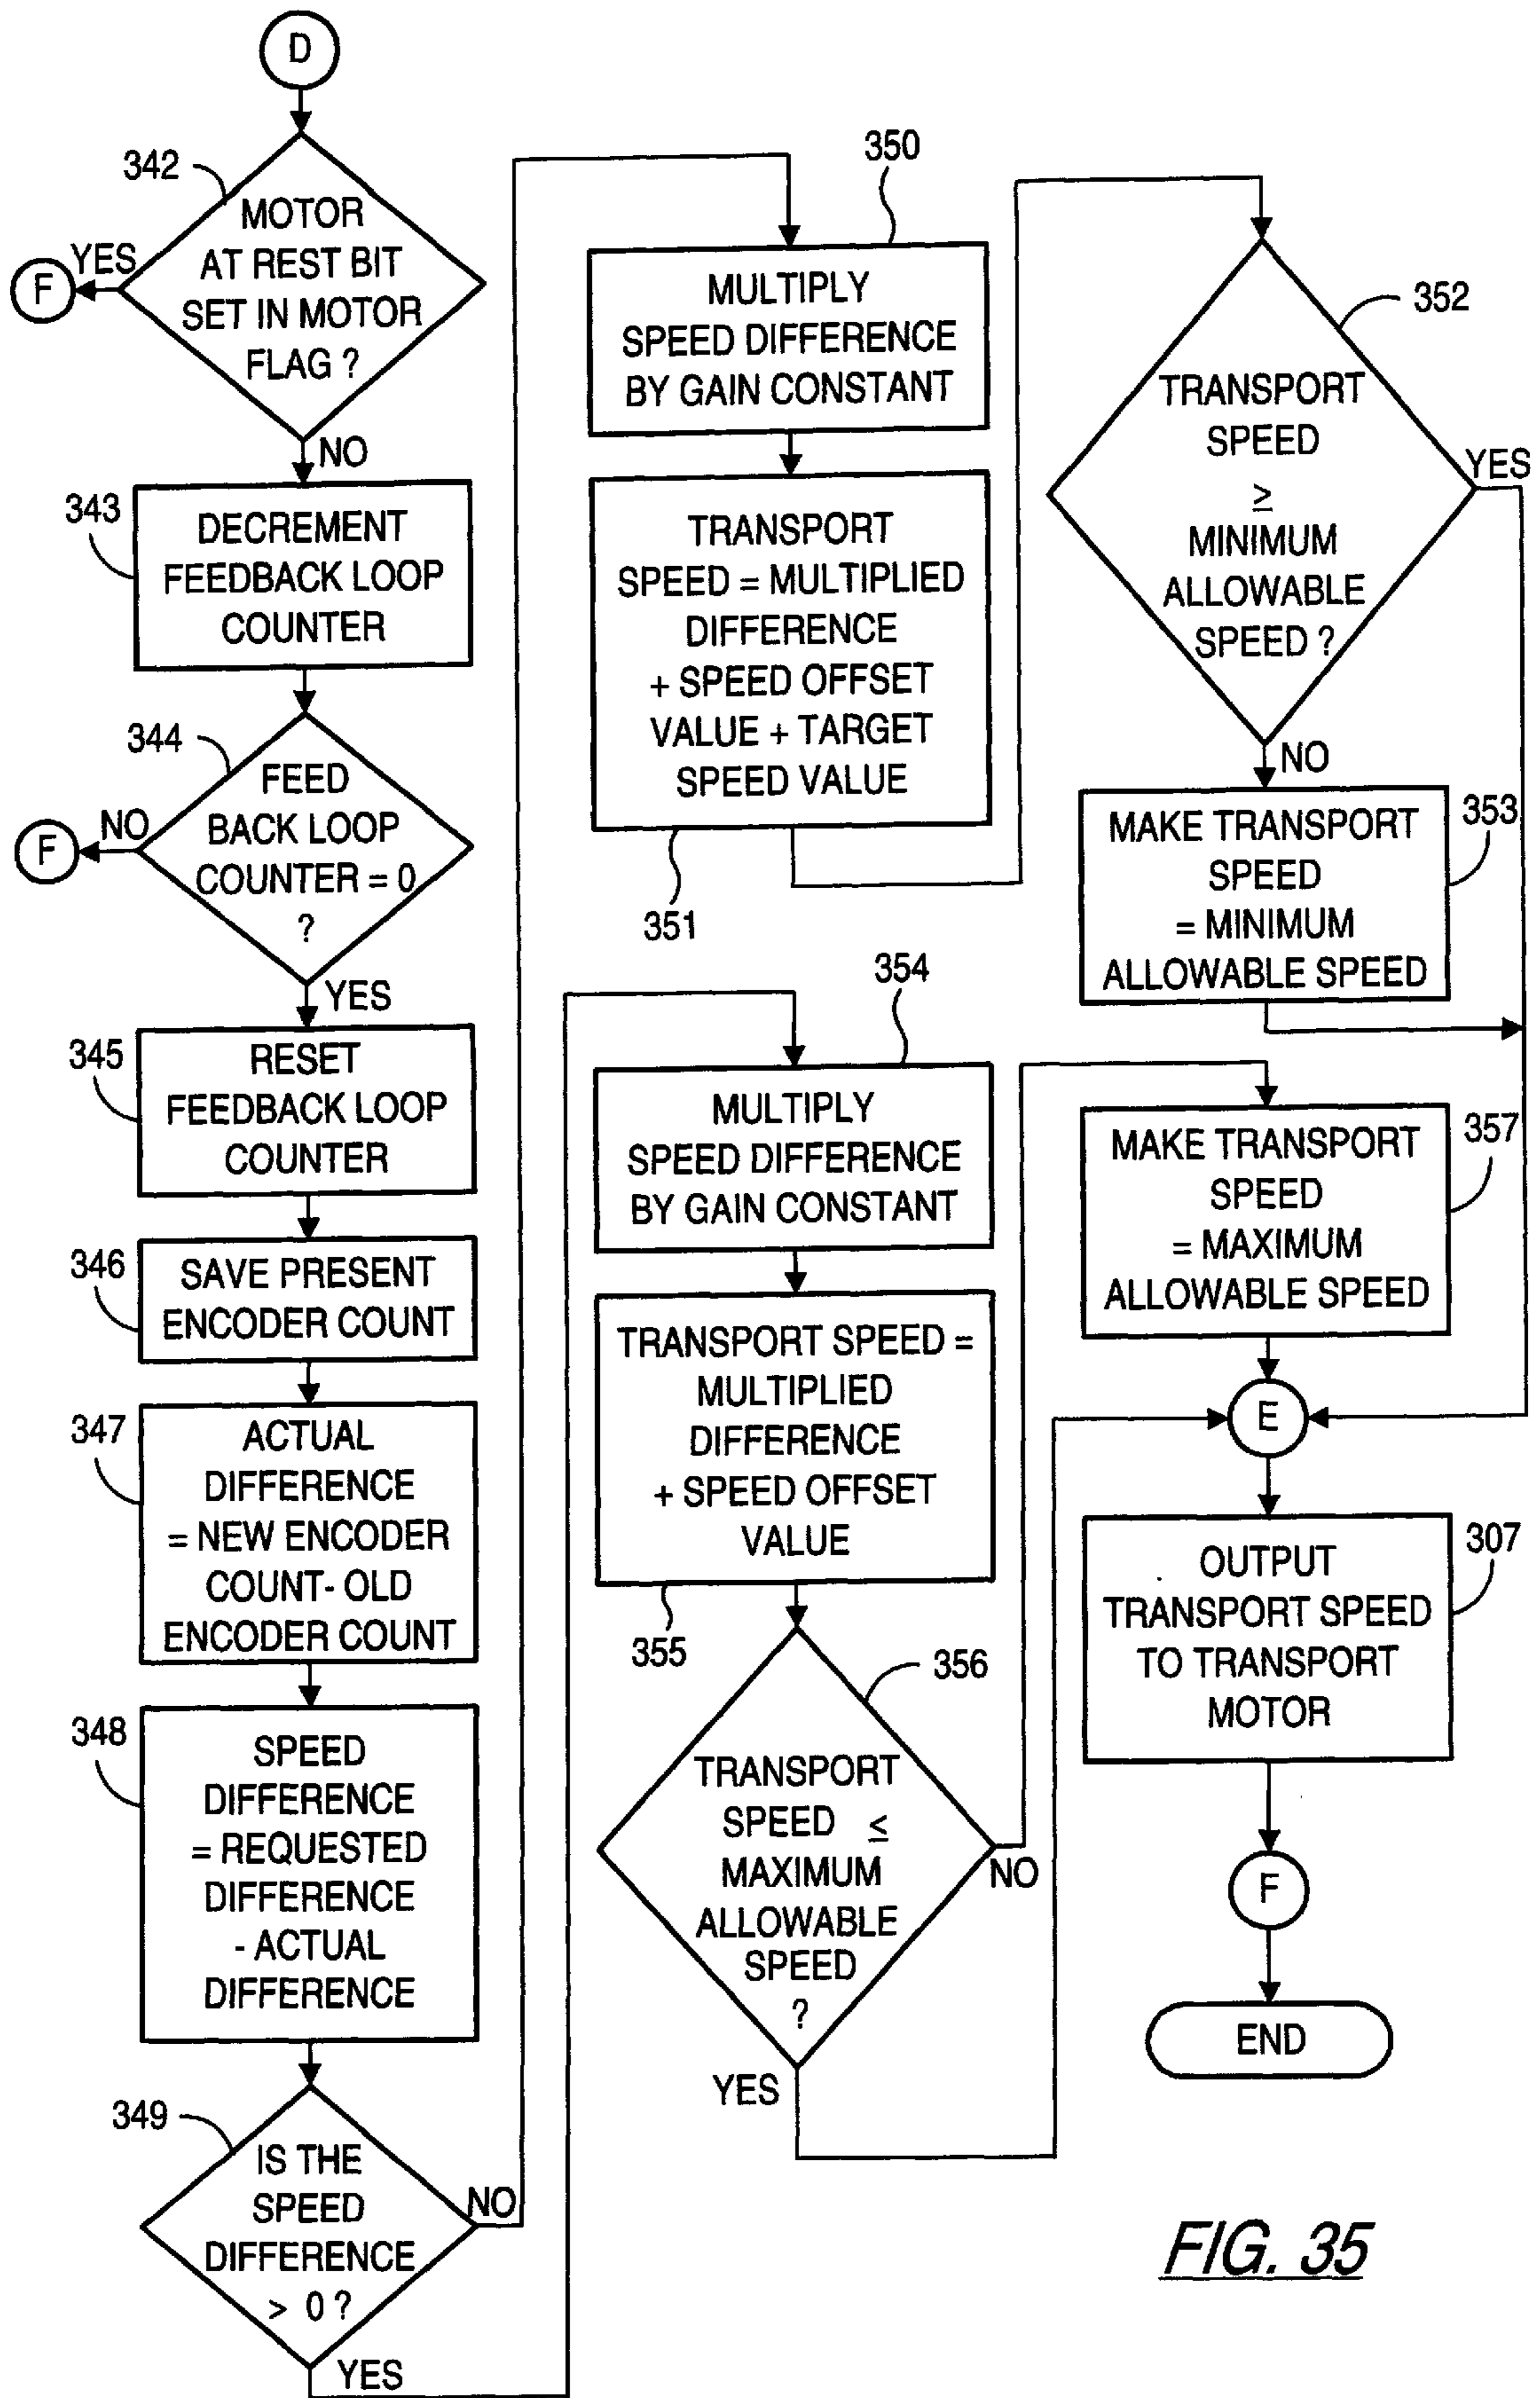 D
342
MOTOR
AT REST BIT
SET IN MOTOR
FLAG ?
YES
F
NO
343
DECREMENT
FEEDBACK LOOP
COUNTER
344
FEED
BACK LOOP
COUNTER = 0
?
NO
F
YES
345
RESET
FEEDBACK LOOP
COUNTER
346
SAVE PRESENT
ENCODER COUNT
347
ACTUAL
DIFFERENCE
= NEW ENCODER
COUNT- OLD
ENCODER COUNT
348
SPEED
DIFFERENCE
= REQUESTED
DIFFERENCE
- ACTUAL
DIFFERENCE
349
IS THE
SPEED
DIFFERENCE
> 0 ?
NO
YES
350
MULTIPLY
SPEED DIFFERENCE
BY GAIN CONSTANT
TRANSPORT
SPEED = MULTIPLIED
DIFFERENCE
+ SPEED OFFSET
VALUE + TARGET
SPEED VALUE
351
352
TRANSPORT
SPEED
≥
MINIMUM
ALLOWABLE
SPEED ?
YES
NO
353
MAKE TRANSPORT
SPEED
= MINIMUM
ALLOWABLE SPEED
354
MULTIPLY
SPEED DIFFERENCE
BY GAIN CONSTANT
TRANSPORT SPEED =
MULTIPLIED
DIFFERENCE
+ SPEED OFFSET
VALUE
355
356
TRANSPORT
SPEED ≤
MAXIMUM
ALLOWABLE
SPEED
?
NO
YES
357
MAKE TRANSPORT
SPEED
= MAXIMUM
ALLOWABLE SPEED
E
307
OUTPUT
TRANSPORT SPEED
TO TRANSPORT
MOTOR
F
END
FIG. 35